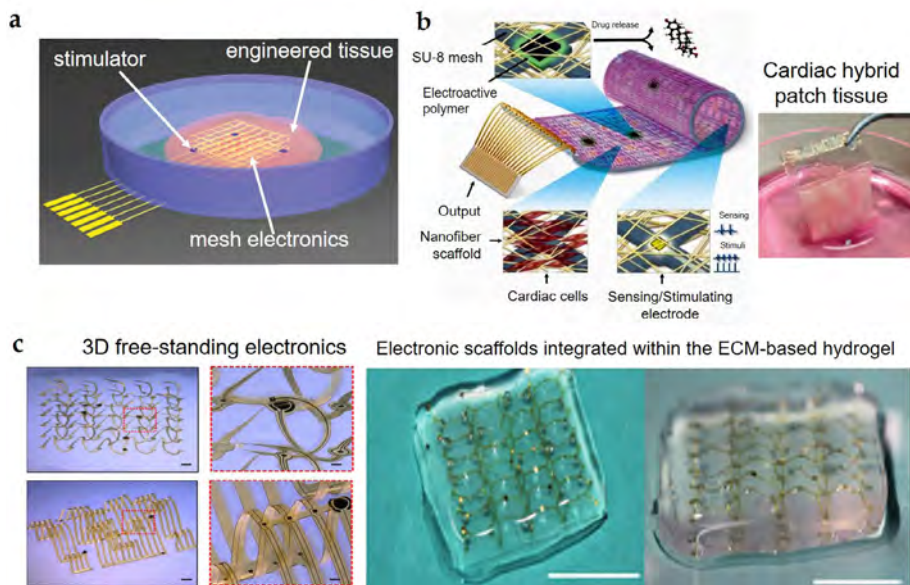 a
stimulator
engineered tissue
mesh electronics
b
SU-8 mesh
Electroactive
polymer
Drug release
Output
Nanofiber
scaffold
Cardiac cells
Sensing
Stimuli
Sensing/Stimulating
electrode
Cardiac hybrid
patch tissue
c
3D free-standing electronics
Electronic scaffolds integrated within the ECM-based hydrogel